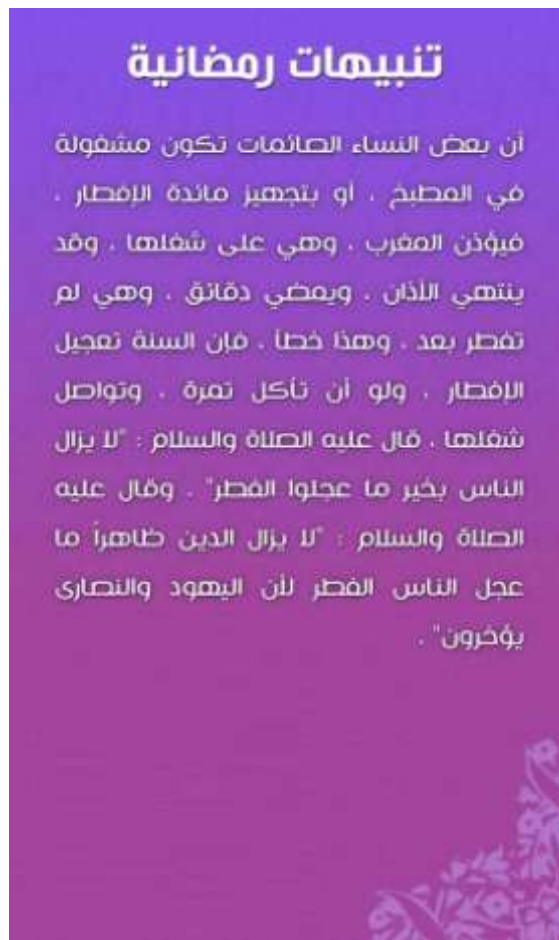 تنبيهات رمضانية
أن بعض النساء الصائمات تكون مشغولة
في المطبخ ، أو بتجهيز مائدة الإفطار ،
فيؤذن المغرب ، وهي على شغلها ، وقد
ينتهي الأذان ، ويمضي دقائق ، وهي لم
تفطر بعد ، وهذا خطأ ، فإن السنة تعجيل
الإفطار ، ولو أن تأكل تمرة ، وتواصل
شغلها ، قال عليه الصلاة والسلام : "لا يزال
الناس بخير ما عجلوا الفطر" ، وقال عليه
الصلاة والسلام : "لا يزال الدين ظاهراً ما
عجل الناس الفطر لأن اليهود والنصارى
يؤخرون" .